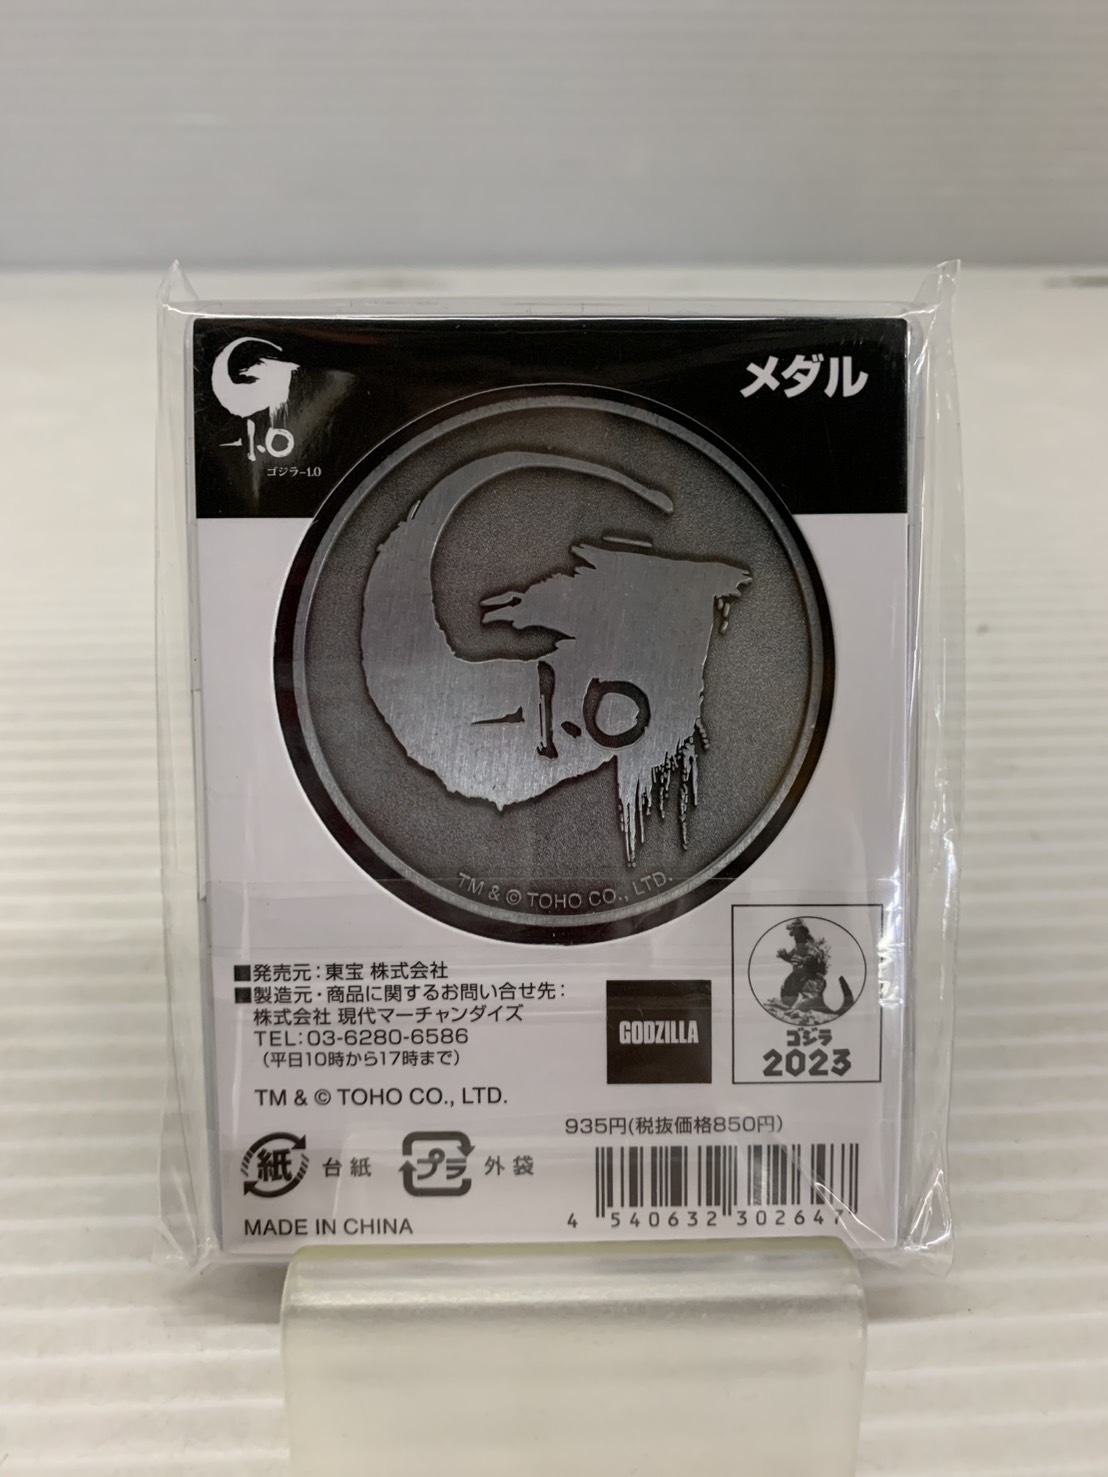 メダル
-1.0
ゴジラ-1.0
-1.0
TM & © TOHO CO., LTD.
■発売元:東宝 株式会社
■製造元・商品に関するお問い合せ先:
株式会社 現代マーチャンダイズ
TEL:03-6280-6586
(平日10時から17時まで)
TM & © TOHO CO., LTD.
GODZILLA
ゴジラ
2023
935円(税抜価格850円)
紙 台紙
プラ 外袋
4 540632 302647
MADE IN CHINA